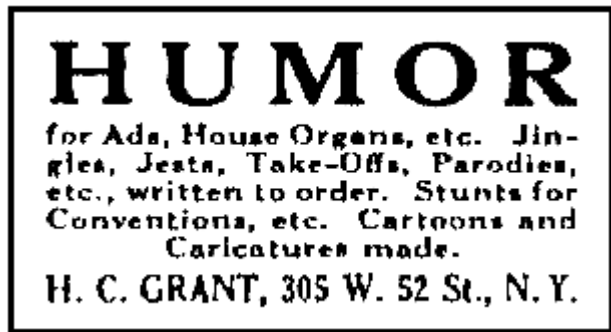 HUMOR
for Ads, House Organs, etc. Jin-
gles, Jests, Take-Offs, Parodies,
etc., written to order. Stunts for
Conventions, etc. Cartoons and
Caricatures made.
H. C. GRANT, 305 W. 52 St., N. Y.